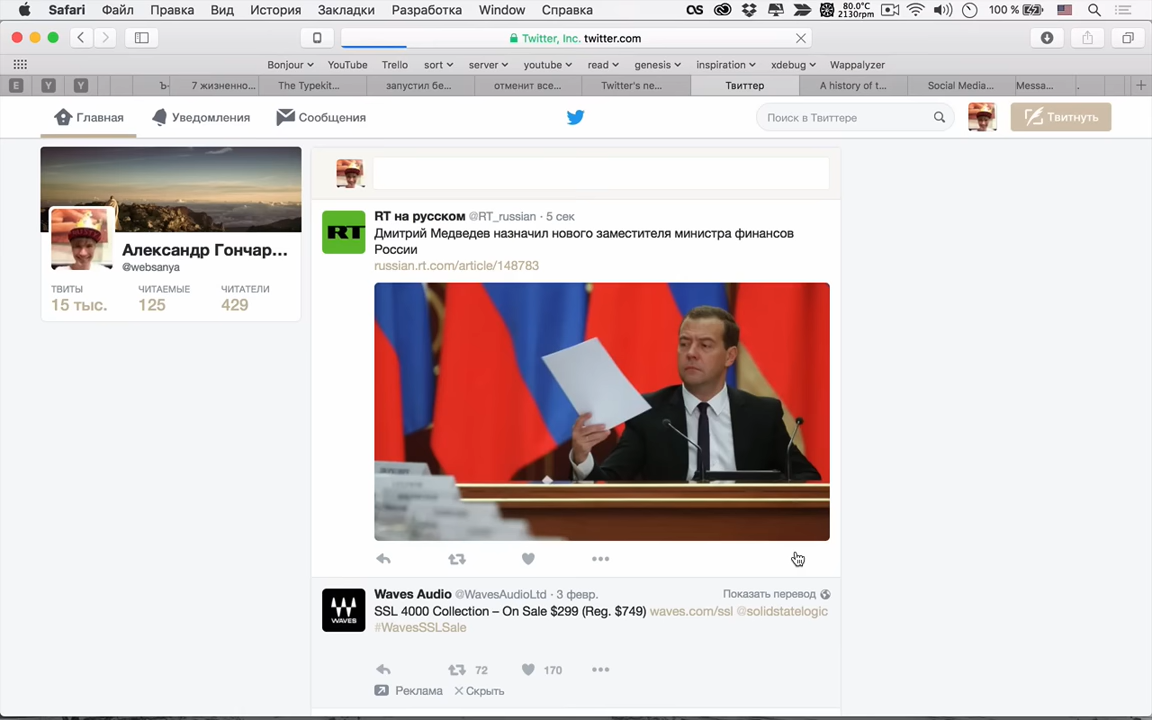 Safari Файл Правка Вид История Закладки Разработка Window Справка
80.0°C
2130rpm
100 %
Twitter, Inc. twitter.com
Bonjour YouTube Trello sort server youtube read genesis inspiration xdebug Wappalyzer
E Y Y Ъ- 7 жизненно... The Typekit... запустил бе... отменит все... Twitter's ne... Твиттер A history of t... Social Media... Messa... .
Главная Уведомления Сообщения
Поиск в Твиттере
Твитнуть
Александр Гончар...
@websanya
ТВИТЫ ЧИТАЕМЫЕ ЧИТАТЕЛИ
15 тыс. 125 429
RT на русском @RT_russian · 5 сек
Дмитрий Медведев назначил нового заместителя министра финансов
России
russian.rt.com/article/148783
RT
Waves Audio @WavesAudioLtd · 3 февр. Показать перевод
SSL 4000 Collection – On Sale $299 (Reg. $749) waves.com/ssl @solidstatelogic
#WavesSSLSale
WAVES
72 170
Реклама Скрыть